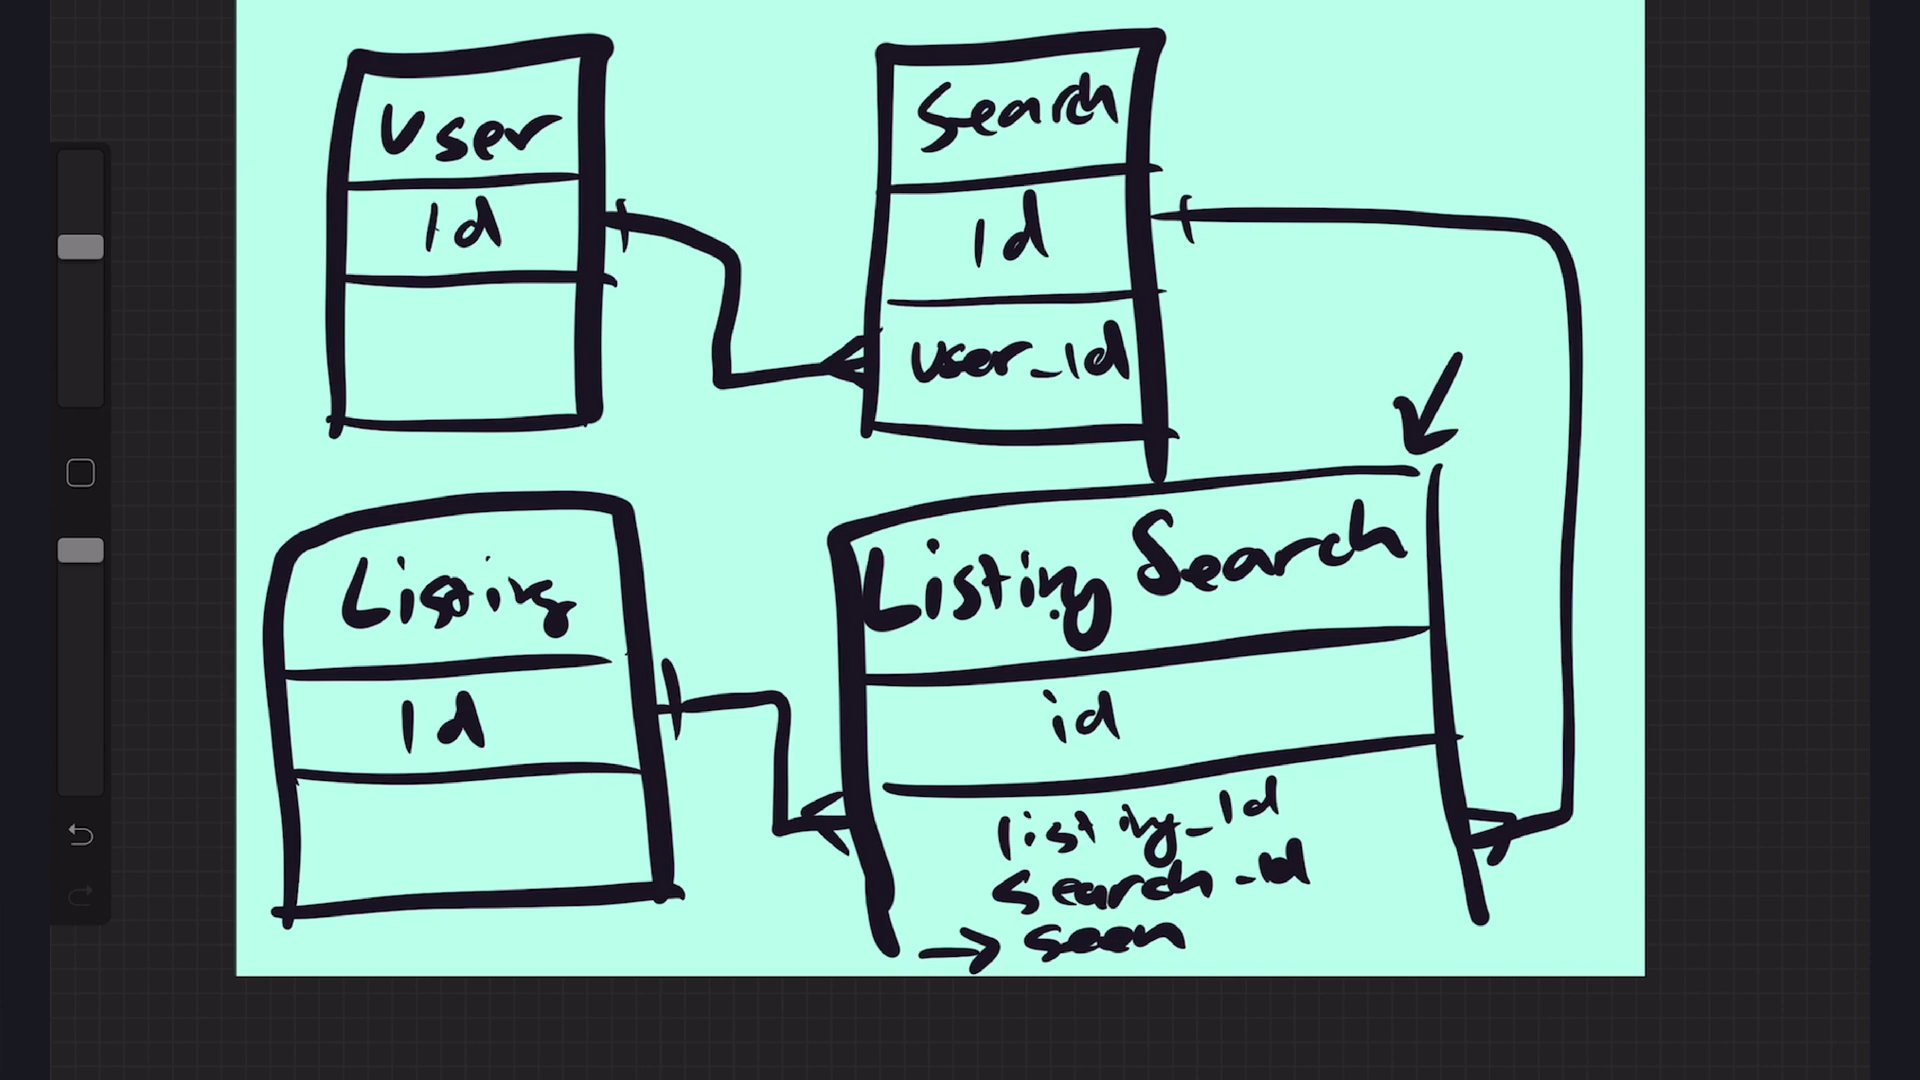 User
Id
Search
Id
user_Id
Listing
Id
Listing Search
id
listing_Id
search_Id
→ seen